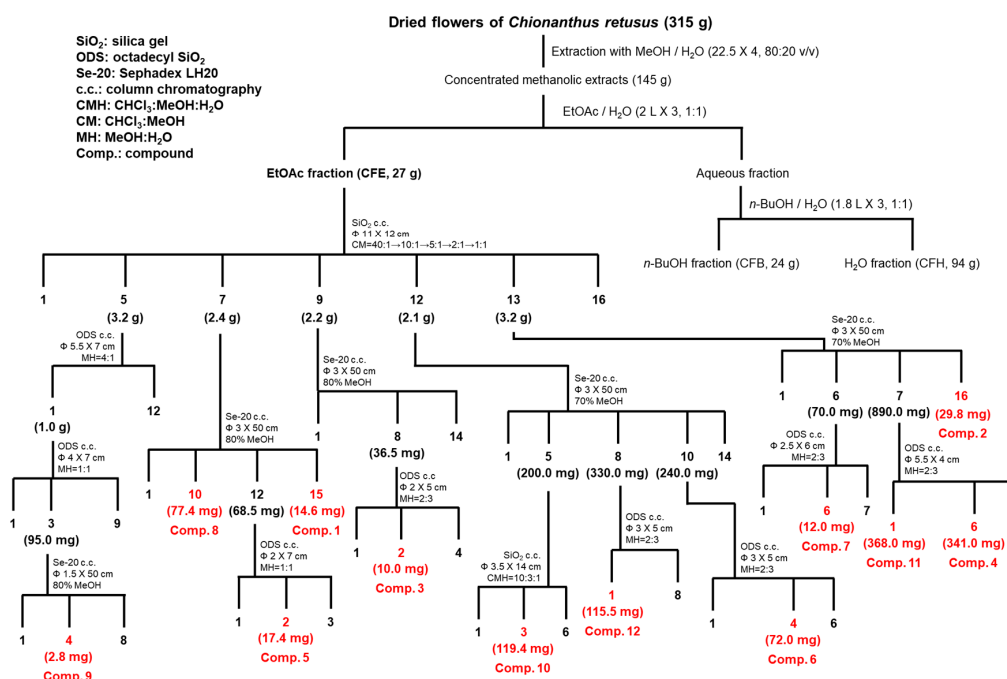 Dried flowers of Chionanthus retusus (315 g)
SiO₂: silica gel
ODS: octadecyl SiO₂
Se-20: Sephadex LH20
c.c.: column chromatography
CMH: CHCl₃:MeOH:H₂O
CM: CHCl₃:MeOH
MH: MeOH:H₂O
Comp.: compound
Extraction with MeOH / H₂O (22.5 X 4, 80:20 v/v)
Concentrated methanolic extracts (145 g)
EtOAc / H₂O (2 L X 3, 1:1)
EtOAc fraction (CFE, 27 g)
Aqueous fraction
n-BuOH / H₂O (1.8 L X 3, 1:1)
n-BuOH fraction (CFB, 24 g)
H₂O fraction (CFH, 94 g)
SiO₂ c.c.
Φ 11 X 12 cm
CM=40:1→10:1→5:1→2:1→1:1
1 5 7 9 12 13 16
(3.2 g) (2.4 g) (2.2 g) (2.1 g) (3.2 g)
ODS c.c.
Φ 5.5 X 7 cm
MH=4:1
1 12
(1.0 g)
ODS c.c.
Φ 4 X 7 cm
MH=1:1
1 3 9
(95.0 mg)
Se-20 c.c.
Φ 1.5 X 50 cm
80% MeOH
1 4 8
(2.8 mg)
Comp. 9
Se-20 c.c.
Φ 3 X 50 cm
80% MeOH
1 10 12 15
(77.4 mg) (68.5 mg) (14.6 mg)
Comp. 8 Comp. 1
ODS c.c.
Φ 2 X 7 cm
MH=1:1
1 2 3
(17.4 mg)
Comp. 5
Se-20 c.c.
Φ 3 X 50 cm
80% MeOH
1 8 14
(36.5 mg)
ODS c.c
Φ 2 X 5 cm
MH=2:3
1 2 4
(10.0 mg)
Comp. 3
Se-20 c.c.
Φ 3 X 50 cm
70% MeOH
1 5 8 10 14
(200.0 mg) (330.0 mg) (240.0 mg)
SiO₂ c.c.
Φ 3.5 X 14 cm
CMH=10:3:1
1 3 6
(119.4 mg)
Comp. 10
ODS c.c.
Φ 3 X 5 cm
MH=2:3
1 8
(115.5 mg)
Comp. 12
ODS c.c.
Φ 3 X 5 cm
MH=2:3
1 4 6
(72.0 mg)
Comp. 6
Se-20 c.c.
Φ 3 X 50 cm
70% MeOH
1 6 7 16
(70.0 mg) (890.0 mg) (29.8 mg)
Comp. 2
ODS c.c.
Φ 2.5 X 6 cm
MH=2:3
1 6 7
(12.0 mg)
Comp. 7
ODS c.c.
Φ 5.5 X 4 cm
MH=2:3
1 6
(368.0 mg) (341.0 mg)
Comp. 11 Comp. 4